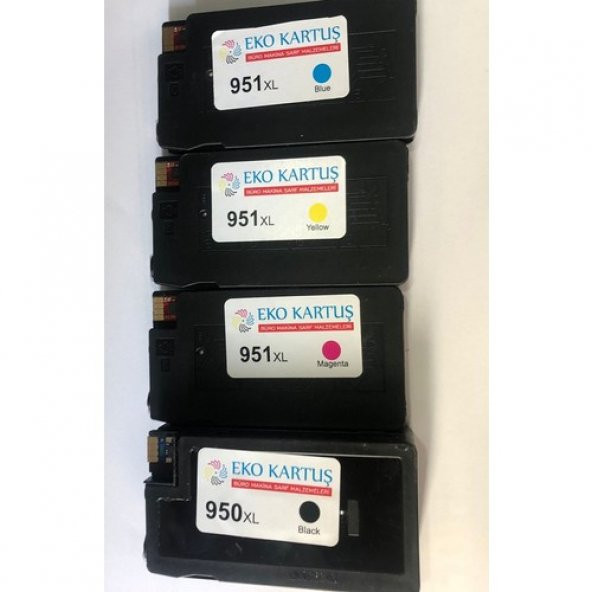 EKO KARTUŞ
BÜRO MAKİNA SARF MALZEMELERİ
951XL
Blue
EKO KARTUŞ
BÜRO MAKİNA SARF MALZEMELERİ
951XL
Yellow
EKO KARTUŞ
BÜRO MAKİNA SARF MALZEMELERİ
951XL
Magenta
EKO KARTUŞ
BÜRO MAKİNA SARF MALZEMELERİ
950XL
Black